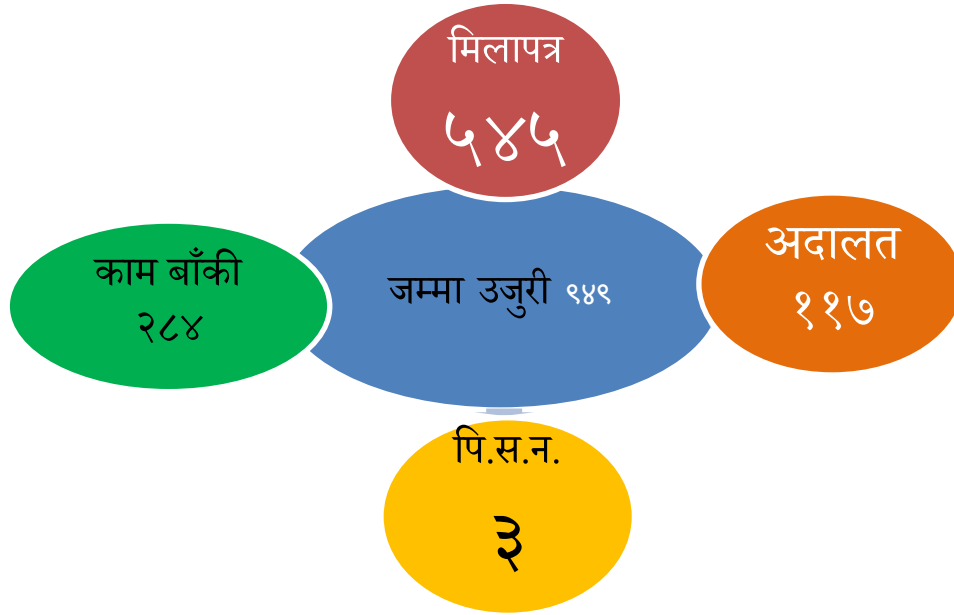 मिलापत्र
५४५
काम बाँकी
२८४
जम्मा उजुरी ९४९
अदालत
११७
पि.स.न.
३